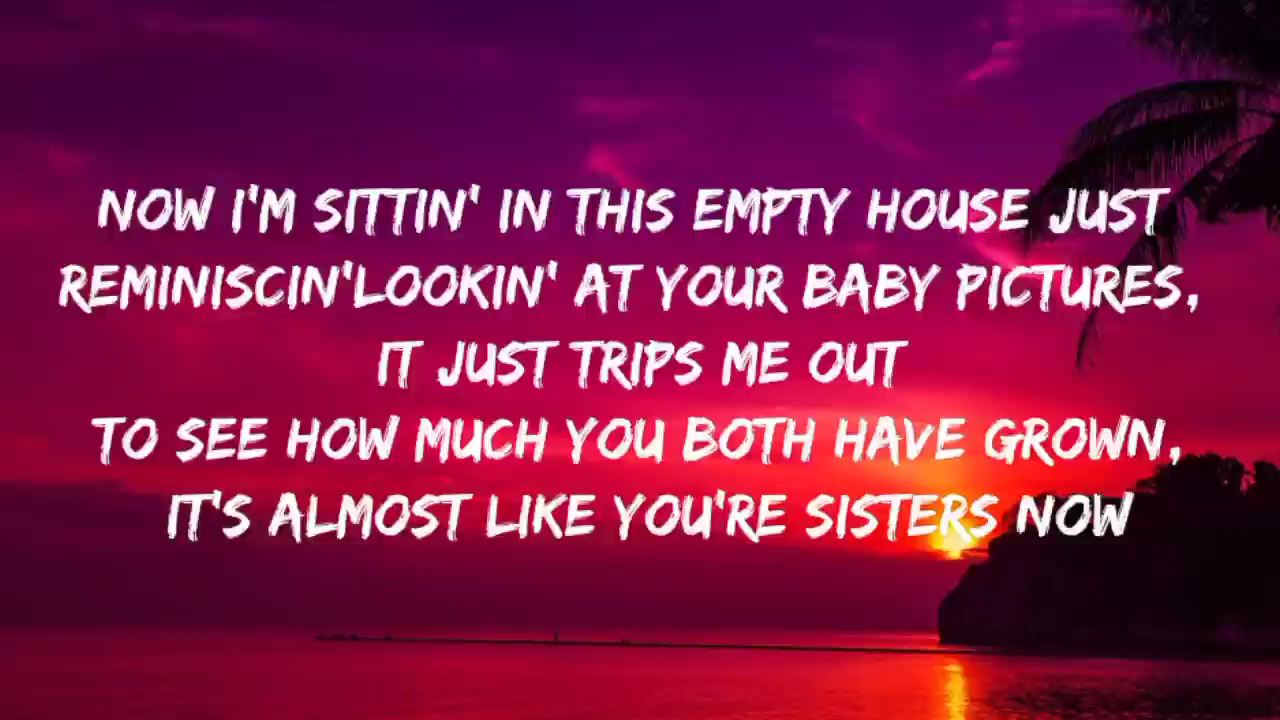 NOW I'M SITTIN' IN THIS EMPTY HOUSE JUST
REMINISCIN'LOOKIN' AT YOUR BABY PICTURES,
IT JUST TRIPS ME OUT
TO SEE HOW MUCH YOU BOTH HAVE GROWN,
IT'S ALMOST LIKE YOU'RE SISTERS NOW